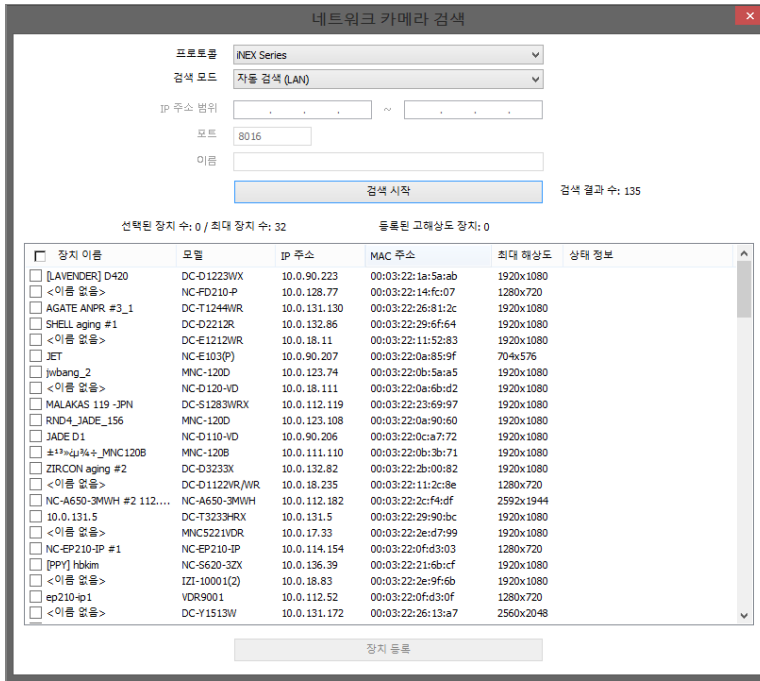 네트워크 카메라 검색
프로토콜 iNEX Series
검색 모드 자동 검색 (LAN)
IP 주소 범위 . . . ~ . . .
포트 8016
이름
검색 시작 검색 결과 수: 135
선택된 장치 수: 0 / 최대 장치 수: 32 등록된 고해상도 장치: 0
장치 이름 모델 IP 주소 MAC 주소 최대 해상도 상태 정보
[LAVENDER] D420 DC-D1223WX 10.0.90.223 00:03:22:1a:5a:ab 1920x1080
<이름 없음> NC-FD210-P 10.0.128.77 00:03:22:14:fc:07 1280x720
AGATE ANPR #3_1 DC-T1244WR 10.0.131.130 00:03:22:26:81:2c 1920x1080
SHELL aging #1 DC-D2212R 10.0.132.86 00:03:22:29:6f:64 1920x1080
<이름 없음> DC-E1212WR 10.0.18.11 00:03:22:11:52:83 1920x1080
JET NC-E103(P) 10.0.90.207 00:03:22:0a:85:9f 704x576
jwbang_2 MNC-120D 10.0.123.74 00:03:22:0b:5a:a5 1920x1080
<이름 없음> NC-D120-VD 10.0.18.111 00:03:22:0a:6b:d2 1920x1080
MALAKAS 119 -JPN DC-S1283WRX 10.0.112.119 00:03:22:23:69:97 1920x1080
RND4_JADE_156 MNC-120D 10.0.123.108 00:03:22:0a:90:60 1920x1080
JADE D1 NC-D110-VD 10.0.90.206 00:03:22:0c:a7:72 1920x1080
±¹³»¿µ¾÷_MNC120B MNC-120B 10.0.111.110 00:03:22:0b:3b:71 1920x1080
ZIRCON aging #2 DC-D3233X 10.0.132.82 00:03:22:2b:00:82 1920x1080
<이름 없음> DC-D1122VR/WR 10.0.18.235 00:03:22:11:2c:8e 1280x720
NC-A650-3MWH #2 112.... NC-A650-3MWH 10.0.112.182 00:03:22:2c:f4:df 2592x1944
10.0.131.5 DC-T3233HRX 10.0.131.5 00:03:22:29:90:bc 1920x1080
<이름 없음> MNC5221VDR 10.0.17.33 00:03:22:2e:d7:99 1920x1080
NC-EP210-IP #1 NC-EP210-IP 10.0.114.154 00:03:22:0f:d3:03 1280x720
[PPY] hbkim NC-S620-3ZX 10.0.136.39 00:03:22:21:6b:cf 1920x1080
<이름 없음> IZI-10001(2) 10.0.18.83 00:03:22:2e:9f:6b 1920x1080
ep210-ip1 VDR9001 10.0.112.52 00:03:22:0f:d3:0f 1280x720
<이름 없음> DC-Y1513W 10.0.131.172 00:03:22:26:13:a7 2560x2048
장치 등록